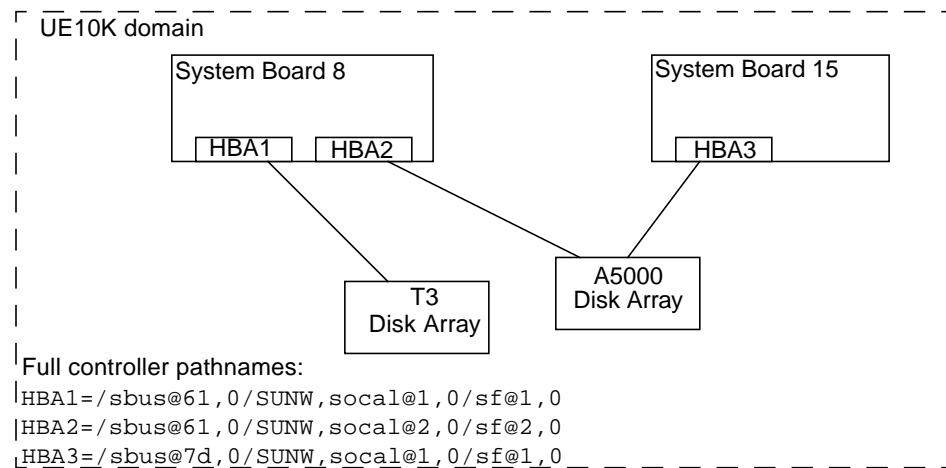 UE10K domain
System Board 8
System Board 15
HBA1
HBA2
HBA3
A5000
Disk Array
T3
Disk Array
Full controller pathnames:
HBA1=/sbus@61,0/SUNW,socal@1,0/sf@1,0
HBA2=/sbus@61,0/SUNW,socal@2,0/sf@2,0
HBA3=/sbus@7d,0/SUNW,socal@1,0/sf@1,0